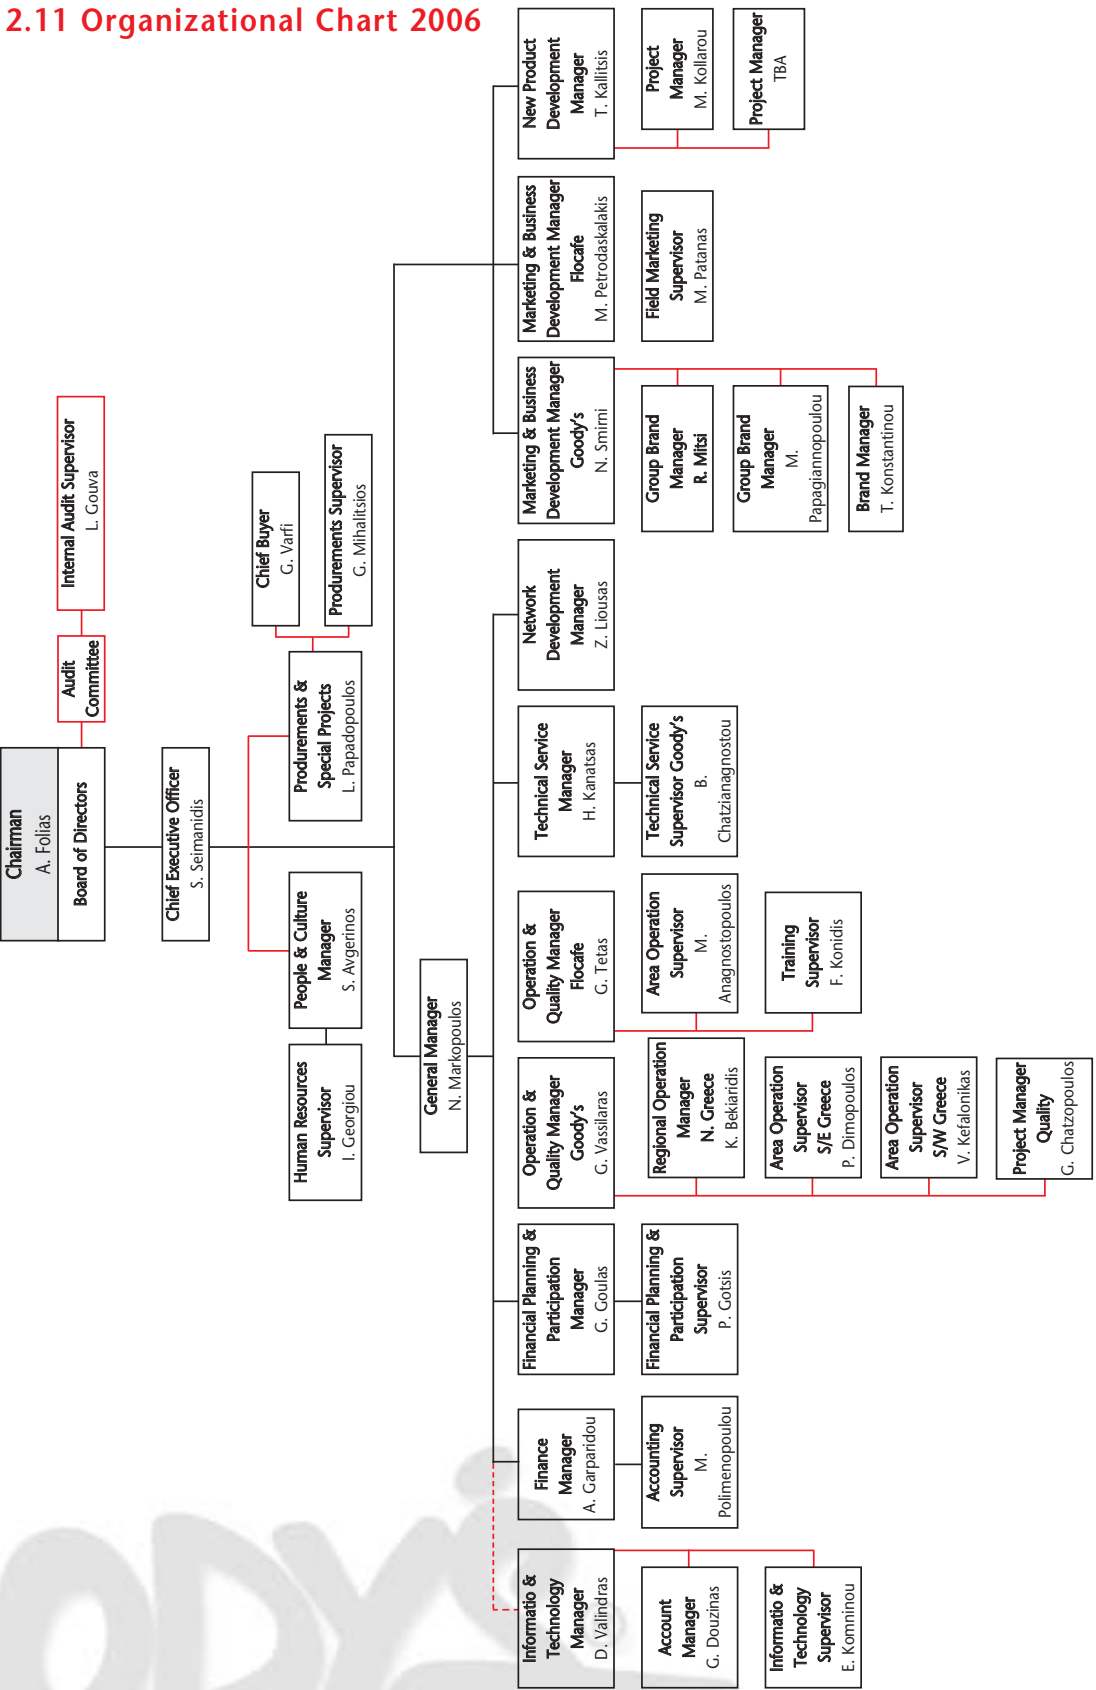 2.11 Organizational Chart 2006
Chairman
A. Folias
Board of Directors
Audit
Committee
Internal Audit Supervisor
L. Gouva
Chief Executive Officer
S. Seimanidis
Human Resources
Supervisor
I. Georgiou
People & Culture
Manager
S. Avgerinos
Produrements &
Special Projects
L. Papadopoulos
Chief Buyer
G. Varfi
Produrements Supervisor
G. Mihalitsios
General Manager
N. Markopoulos
Informatio &
Technology
Manager
D. Valindras
Account
Manager
G. Douzinas
Informatio &
Technology
Supervisor
E. Komninou
Finance
Manager
A. Garparidou
Accounting
Supervisor
M.
Polimenopoulou
Financial Planning &
Participation
Manager
G. Goulas
Financial Planning &
Participation
Supervisor
P. Gotsis
Operation &
Quality Manager
Goody's
G. Vassilaras
Regional Operation
Manager
N. Greece
K. Bekiaridis
Area Operation
Supervisor
S/E Greece
P. Dimopoulos
Area Operation
Supervisor
S/W Greece
V. Kefalonikas
Project Manager
Quality
G. Chatzopoulos
Operation &
Quality Manager
Flocafe
G. Tetas
Area Operation
Supervisor
M.
Anagnostopoulos
Training
Supervisor
F. Konidis
Technical Service
Manager
H. Kanatsas
Technical Service
Supervisor Goody's
B.
Chatzianagnostou
Network
Development
Manager
Z. Liousas
Marketing & Business
Development Manager
Goody's
N. Smirni
Group Brand
Manager
R. Mitsi
Group Brand
Manager
M.
Papagiannopoulou
Brand Manager
T. Konstantinou
Marketing & Business
Development Manager
Flocafe
M. Petrodaskalakis
Field Marketing
Supervisor
M. Patanas
New Product
Development
Manager
T. Kallitsis
Project
Manager
M. Kollarou
Project Manager
TBA